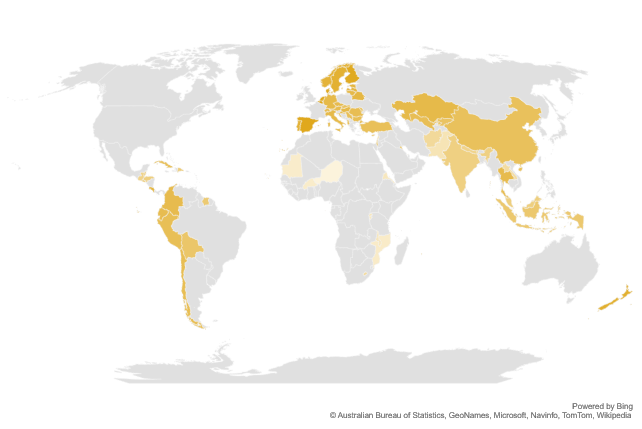 Powered by Bing
© Australian Bureau of Statistics, GeoNames, Microsoft, Navinfo, TomTom, Wikipedia